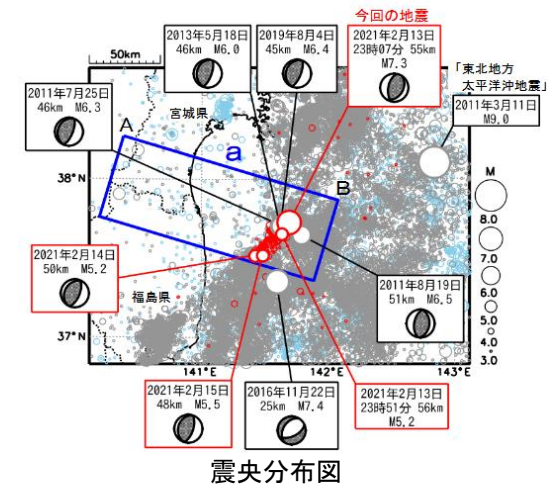 今回の地震
50km
2013年5月18日
46km M6.0
2019年8月4日
45km M6.4
2021年2月13日
23時07分 55km
M7.3
「東北地方
太平洋沖地震」
2011年3月11日
M9.0
2011年7月25日
46km M6.3
宮城県
A
a
B
38°N
M
8.0
7.0
6.0
5.0
4.0
3.0
2021年2月14日
50km M5.2
福島県
2011年8月19日
51km M6.5
37°N
141°E
142°E
143°E
2021年2月15日
48km M5.5
2016年11月22日
25km M7.4
2021年2月13日
23時51分 56km
M5.2
震央分布図